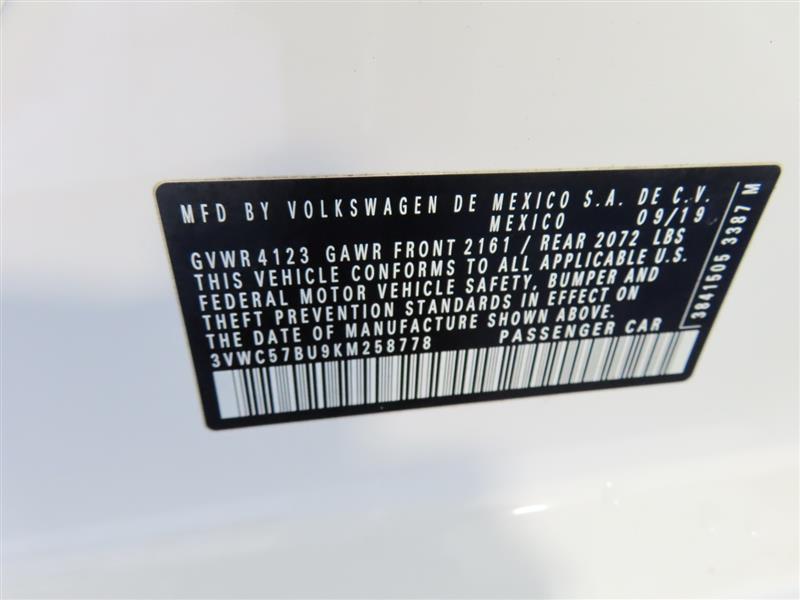 MFD BY VOLKSWAGEN DE MEXICO S.A. DE C.V.
MEXICO 09/19
GVWR 4123 GAWR FRONT 2161 / REAR 2072 LBS
THIS VEHICLE CONFORMS TO ALL APPLICABLE U.S.
FEDERAL MOTOR VEHICLE SAFETY, BUMPER AND
THEFT PREVENTION STANDARDS IN EFFECT ON
THE DATE OF MANUFACTURE SHOWN ABOVE.
3VWC57BU9KM258778 PASSENGER CAR
3841505 3387 M